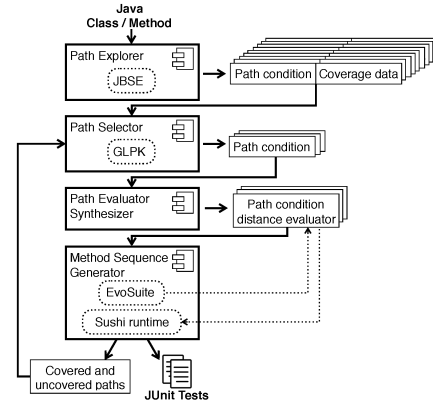 Java
Class / Method
Path Explorer
JBSE
Path condition
Coverage data
Path Selector
GLPK
Path condition
Path Evaluator
Synthesizer
Path condition
distance evaluator
Method Sequence
Generator
EvoSuite
Sushi runtime
Covered and
uncovered paths
JUnit Tests